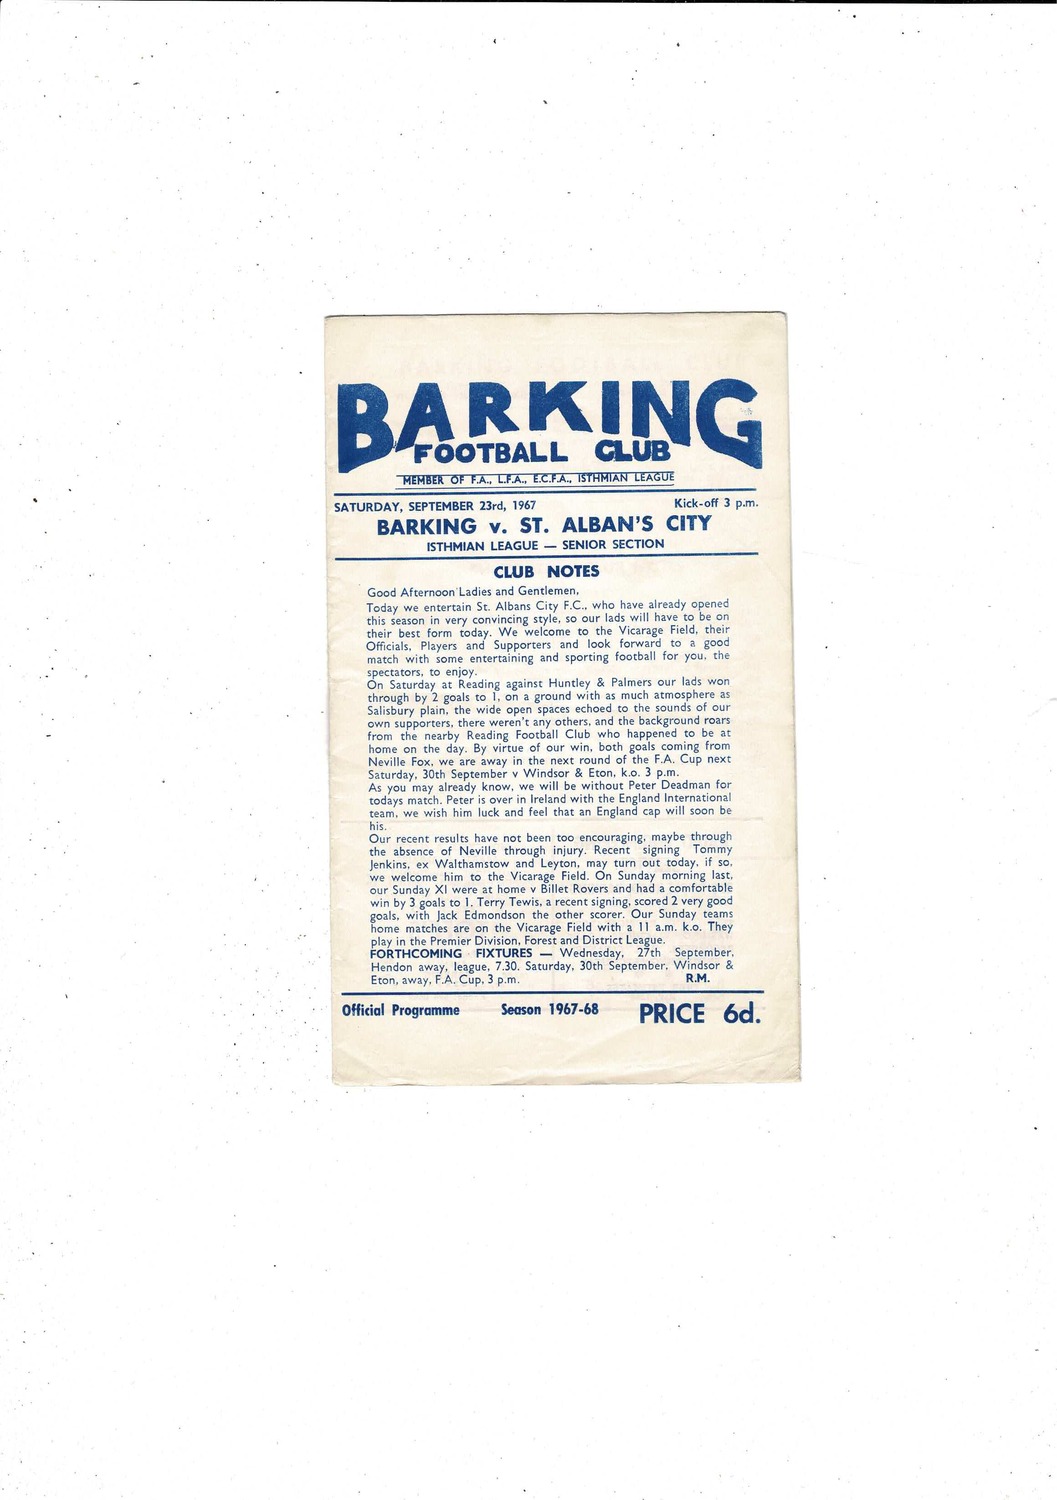 BARKING
FOOTBALL CLUB
MEMBER OF F.A., L.F.A., E.C.F.A., ISTHMIAN LEAGUE
SATURDAY, SEPTEMBER 23rd, 1967 Kick-off 3 p.m.
BARKING v. ST. ALBAN'S CITY
ISTHMIAN LEAGUE — SENIOR SECTION
CLUB NOTES
Good Afternoon Ladies and Gentlemen,
Today we entertain St. Albans City F.C., who have already opened
this season in very convincing style, so our lads will have to be on
their best form today. We welcome to the Vicarage Field, their
Officials, Players and Supporters and look forward to a good
match with some entertaining and sporting football for you, the
spectators, to enjoy.
On Saturday at Reading against Huntley & Palmers our lads won
through by 2 goals to 1, on a ground with as much atmosphere as
Salisbury plain, the wide open spaces echoed to the sounds of our
own supporters, there weren't any others, and the background roars
from the nearby Reading Football Club who happened to be at
home on the day. By virtue of our win, both goals coming from
Neville Fox, we are away in the next round of the F.A. Cup next
Saturday, 30th September v Windsor & Eton, k.o. 3 p.m.
As you may already know, we will be without Peter Deadman for
todays match. Peter is over in Ireland with the England International
team, we wish him luck and feel that an England cap will soon be
his.
Our recent results have not been too encouraging, maybe through
the absence of Neville through injury. Recent signing Tommy
Jenkins, ex Walthamstow and Leyton, may turn out today, if so,
we welcome him to the Vicarage Field. On Sunday morning last,
our Sunday XI were at home v Billet Rovers and had a comfortable
win by 3 goals to 1. Terry Tewis, a recent signing, scored 2 very good
goals, with Jack Edmondson the other scorer. Our Sunday teams
home matches are on the Vicarage Field with a 11 a.m. k.o. They
play in the Premier Division, Forest and District League.
FORTHCOMING FIXTURES — Wednesday, 27th September,
Hendon away, league, 7.30. Saturday, 30th September, Windsor &
Eton, away, F.A. Cup, 3 p.m. R.M.
Official Programme Season 1967-68 PRICE 6d.